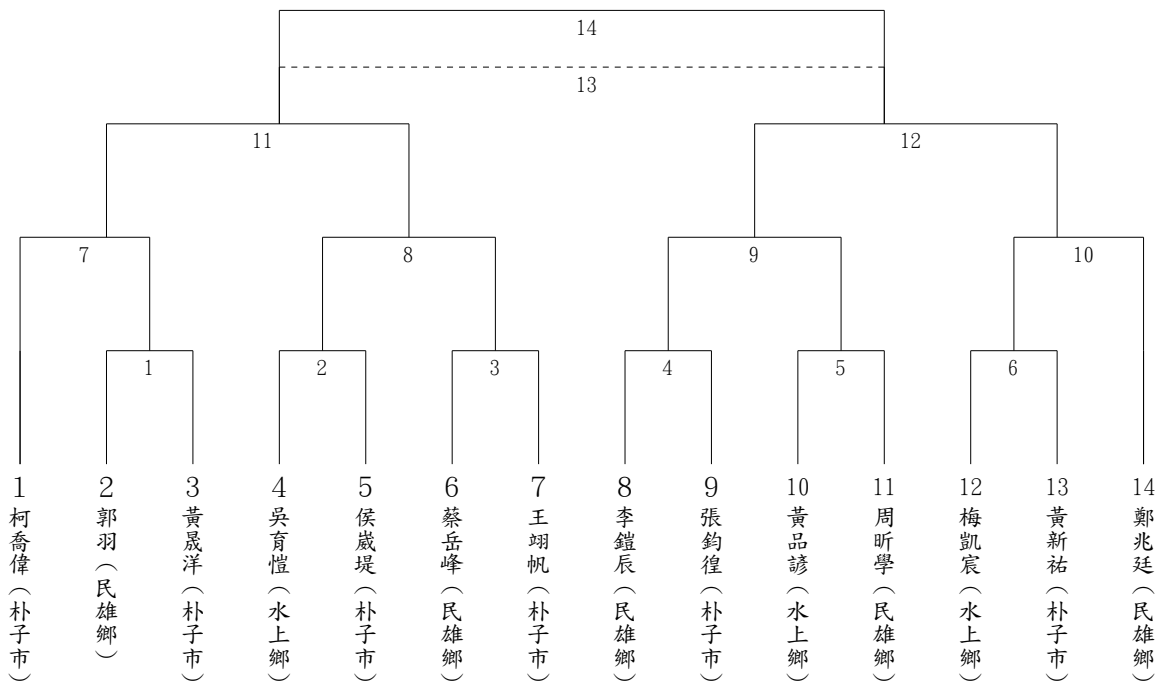 14
13
11
12
7
8
9
10
1
2
3
4
5
6
1 柯喬偉（朴子市）
2 郭羽（民雄鄉）
3 黃晟洋（朴子市）
4 吳育愷（水上鄉）
5 侯崴堤（朴子市）
6 蔡岳峰（民雄鄉）
7 王翊帆（朴子市）
8 李鎧辰（民雄鄉）
9 張鈞徨（朴子市）
10 黃品諺（水上鄉）
11 周昕學（民雄鄉）
12 梅凱宸（水上鄉）
13 黃新祐（朴子市）
14 鄭兆廷（民雄鄉）